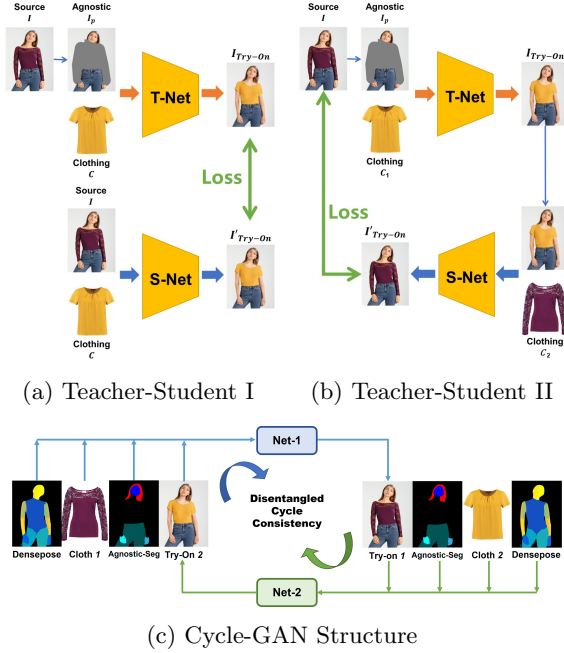 Source
I
Agnostic
I_p
T-Net
I_Try-On
Clothing
C
Loss
Source
I
S-Net
I'_Try-On
Clothing
C
(a) Teacher-Student I
Source
I
Agnostic
I_p
T-Net
I_Try-On
Clothing
C_1
Loss
I'_Try-On
S-Net
Clothing
C_2
(b) Teacher-Student II
Net-1
Disentangled
Cycle
Consistency
Densepose
Cloth 1
Agnostic-Seg
Try-On 2
Try-on 1
Agnostic-Seg
Cloth 2
Densepose
Net-2
(c) Cycle-GAN Structure